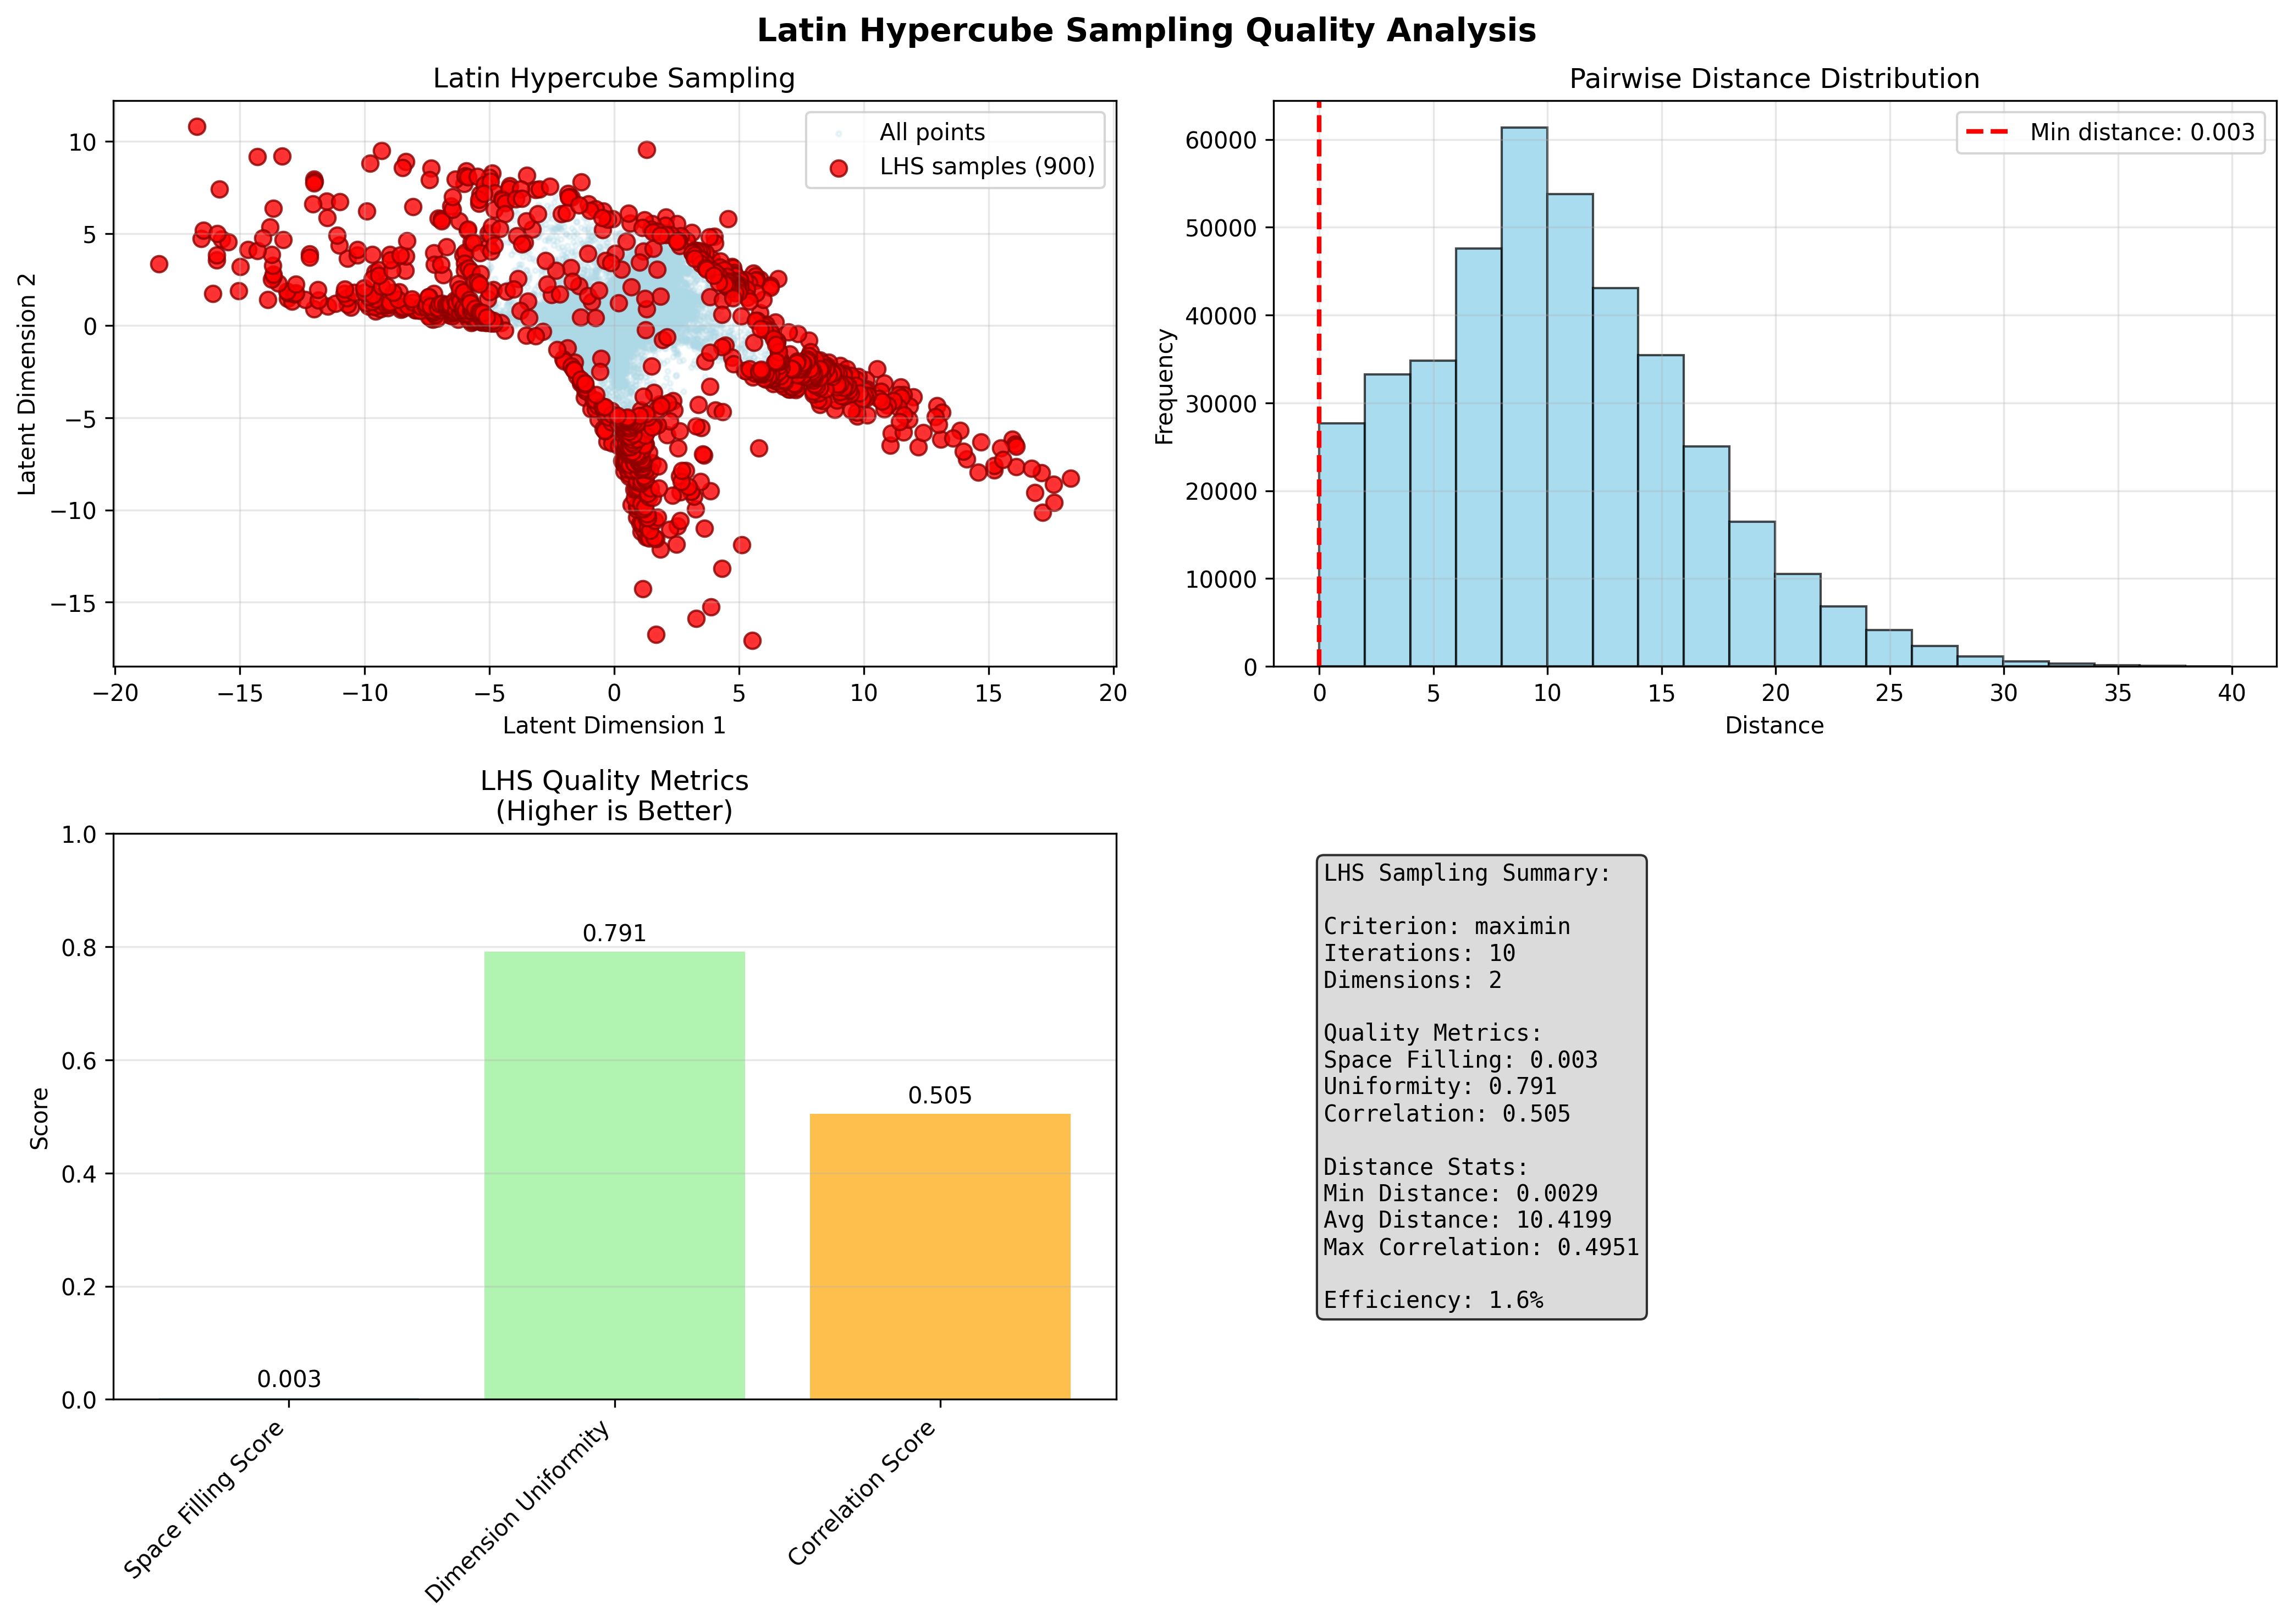 Latin Hypercube Sampling Quality Analysis
Latin Hypercube Sampling
All points
LHS samples (900)
10
5
0
−5
−10
−15
−20
−15
−10
−5
0
5
10
15
20
Latent Dimension 1
Latent Dimension 2
Pairwise Distance Distribution
Min distance: 0.003
60000
50000
40000
30000
20000
10000
0
0
5
10
15
20
25
30
35
40
Distance
Frequency
LHS Quality Metrics
(Higher is Better)
1.0
0.8
0.6
0.4
0.2
0.0
Score
0.003
0.791
0.505
Space Filling Score
Dimension Uniformity
Correlation Score
LHS Sampling Summary:
Criterion: maximin
Iterations: 10
Dimensions: 2
Quality Metrics:
Space Filling: 0.003
Uniformity: 0.791
Correlation: 0.505
Distance Stats:
Min Distance: 0.0029
Avg Distance: 10.4199
Max Correlation: 0.4951
Efficiency: 1.6%